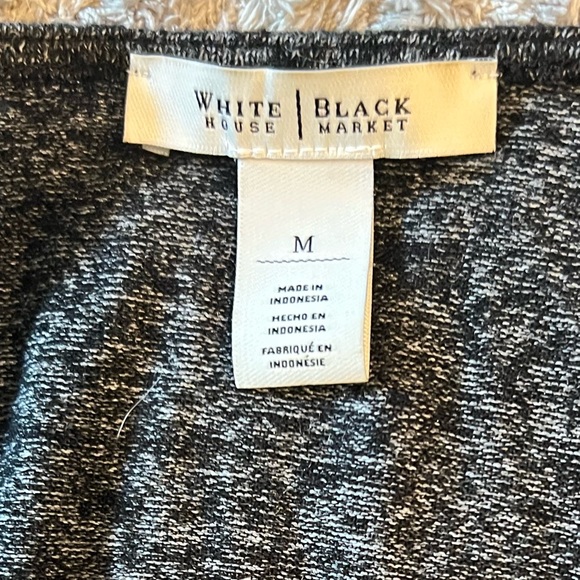 WHITE | BLACK
HOUSE | MARKET
M
MADE IN
INDONESIA
HECHO EN
INDONESIA
FABRIQUÉ EN
INDONÉSIE